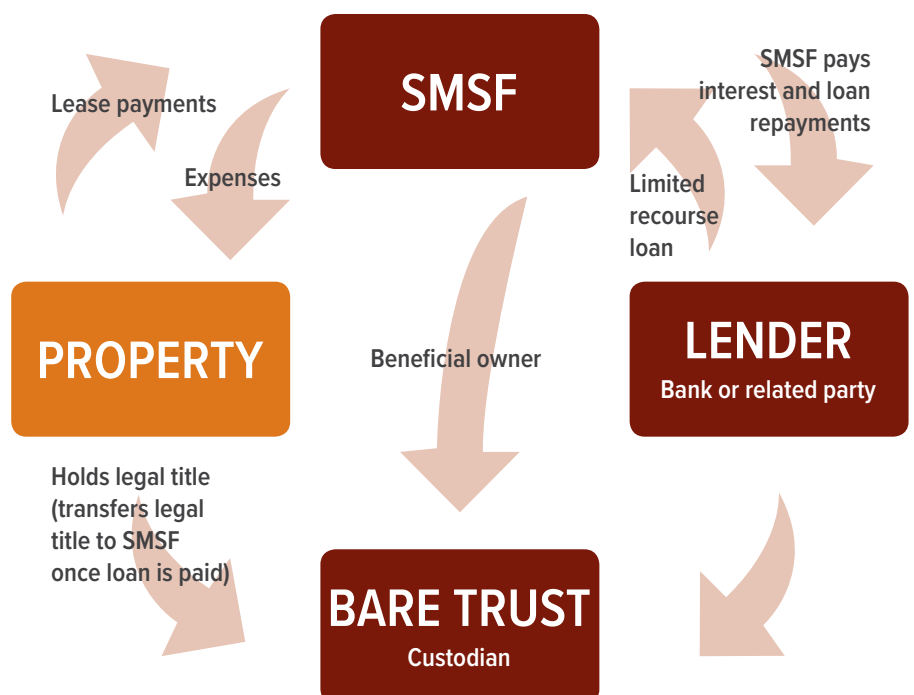 SMSF
Lease payments
Expenses
SMSF pays
interest and loan
repayments
Limited
recourse
loan
PROPERTY
Beneficial owner
LENDER
Bank or related party
Holds legal title
(transfers legal
title to SMSF
once loan is paid)
BARE TRUST
Custodian